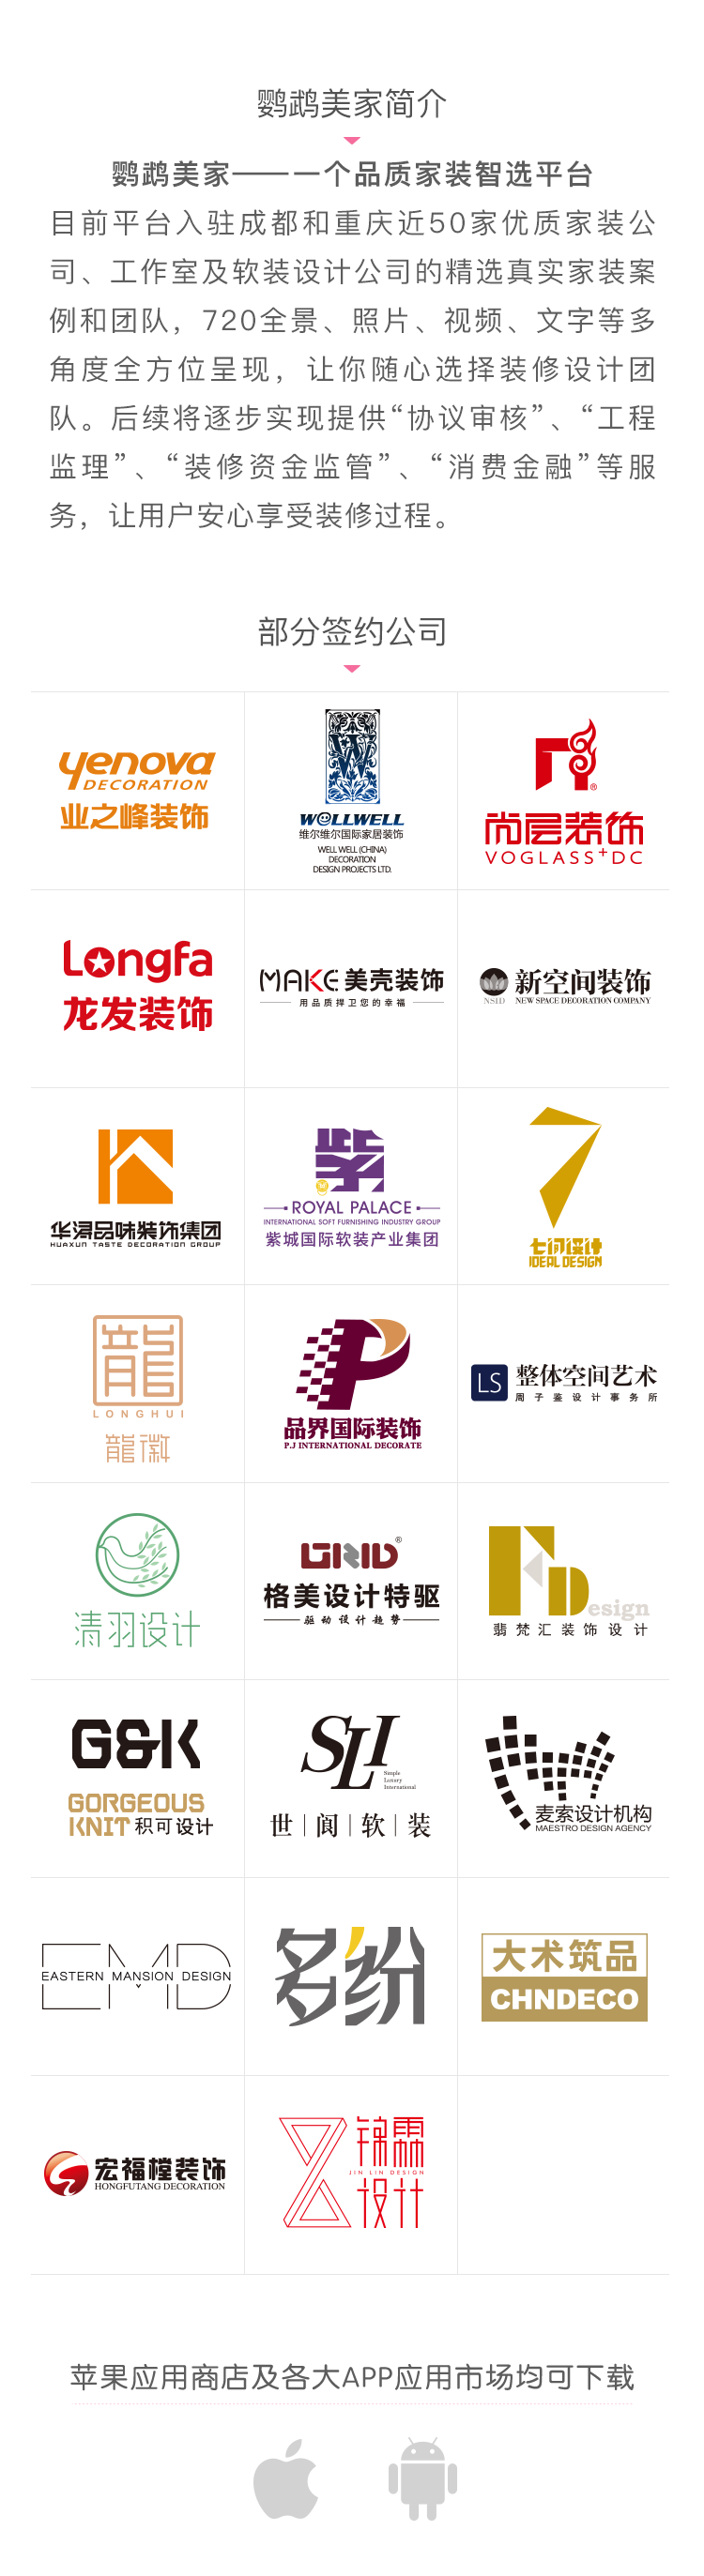 鹦鹉美家简介
鹦鹉美家——一个品质家装智选平台
目前平台入驻成都和重庆近50家优质家装公
司、工作室及软装设计公司的精选真实家装案
例和团队，720全景、照片、视频、文字等多
角度全方位呈现，让你随心选择装修设计团
队。后续将逐步实现提供“协议审核”、“工程
监理”、“装修资金监管”、“消费金融”等服
务，让用户安心享受装修过程。
部分签约公司
yenova
DECORATION
业之峰装饰
W
WELLWELL
维尔维尔国际家居装饰
WELL WELL (CHINA)
DECORATION
DESIGN PROJECTS LTD.
®
尚层装饰
VOGLASS+DC
Longfa
龙发装饰
MAKE 美壳装饰
用品质捍卫您的幸福
NSID
新空间装饰
NEW SPACE DECORATION COMPANY
华浔品味装饰集团
HUAXUN TASTE DECORATION GROUP
紫
ROYAL PALACE
INTERNATIONAL SOFT FURNISHING INDUSTRY GROUP
紫城国际软装产业集团
7
七间设计
IDEAL DESIGN
龍
LONGHUI
龍徽
P
品界国际装饰
P.J INTERNATIONAL DECORATE
LS 整体空间艺术
周子鉴设计事务所
清羽设计
GRID®
格美设计特驱
驱动设计趋势
FD esign
翡梵汇装饰设计
G&K
GORGEOUS
KNIT 积可设计
SLI
Simple
Luxury
International
世阅软装
麦索设计机构
MAESTRO DESIGN AGENCY
EMD
EASTERN MANSION DESIGN
多纷
大术筑品
CHNDECO
宏福樘装饰
HONGFUTANG DECORATION
锦霖
JIN LIN DESIGN
设计
苹果应用商店及各大APP应用市场均可下载